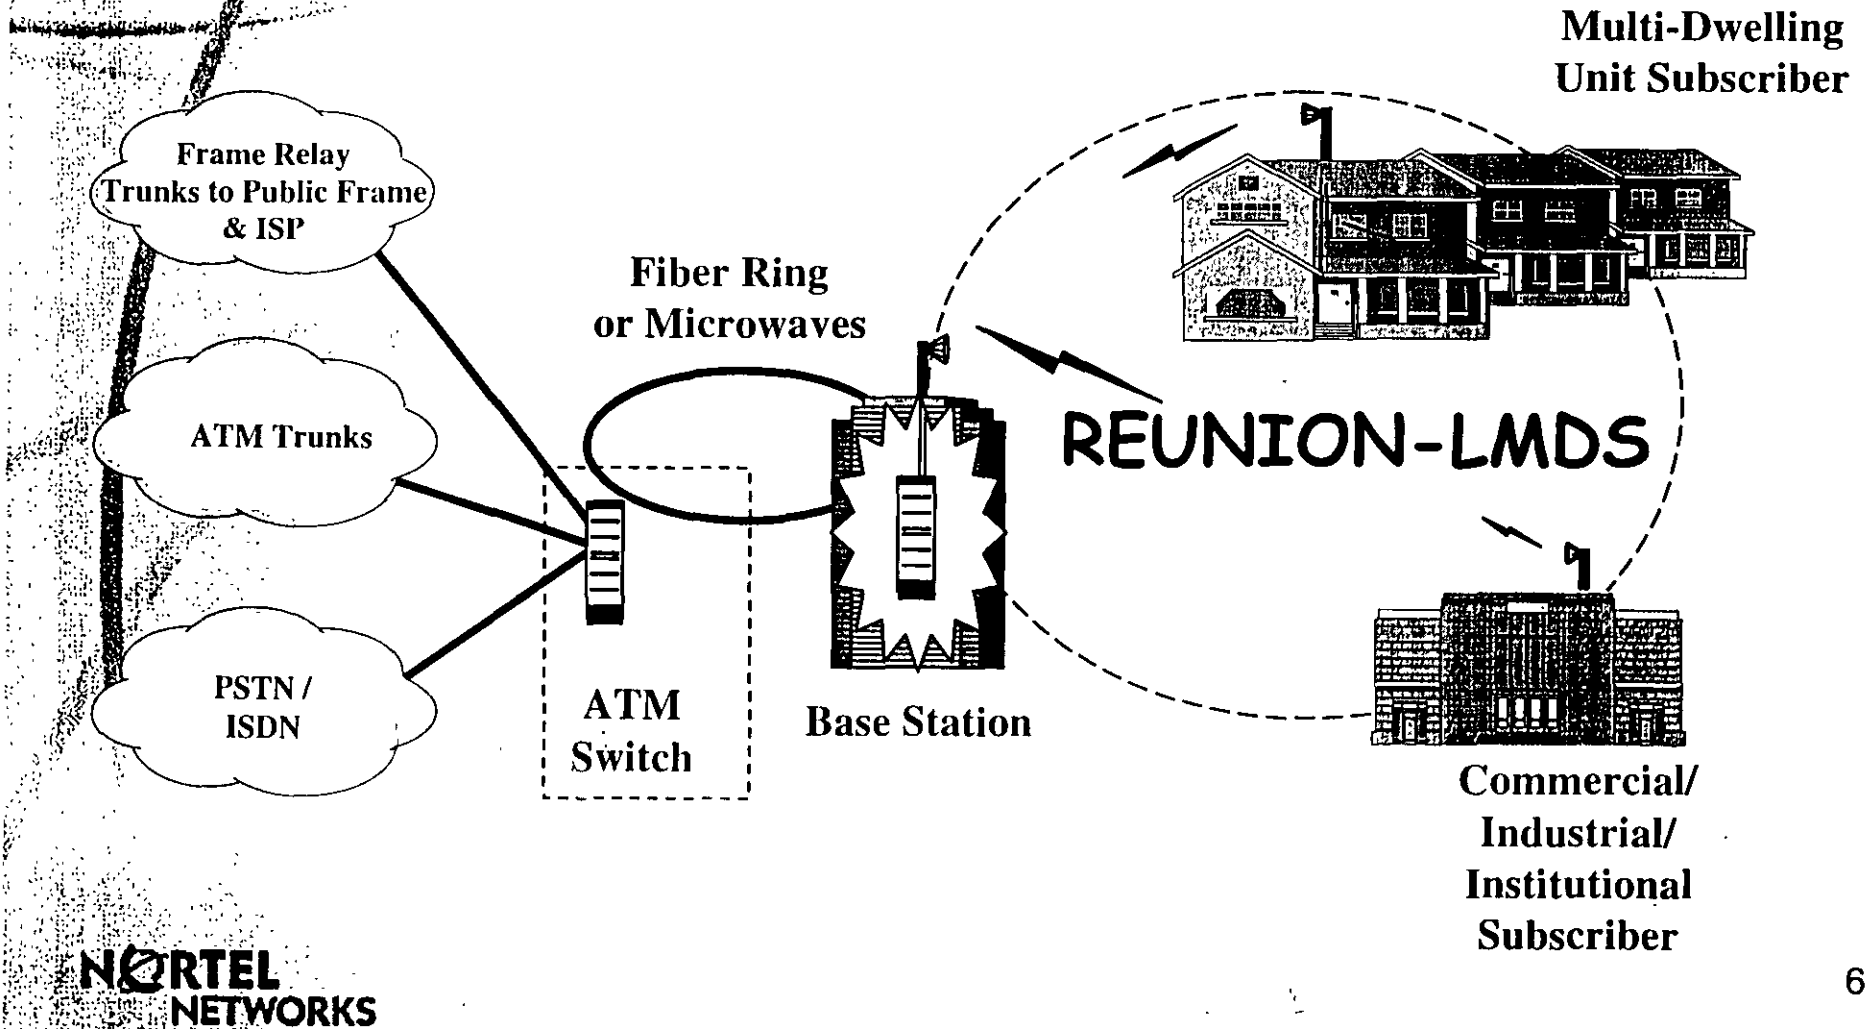 Multi-Dwelling
Unit Subscriber
Frame Relay
Trunks to Public Frame
& ISP
Fiber Ring
or Microwaves
REUNION-LMDS
ATM Trunks
PSTN /
ISDN
ATM
Switch
Base Station
Commercial/
Industrial/
Institutional
Subscriber
NORTEL
NETWORKS
6